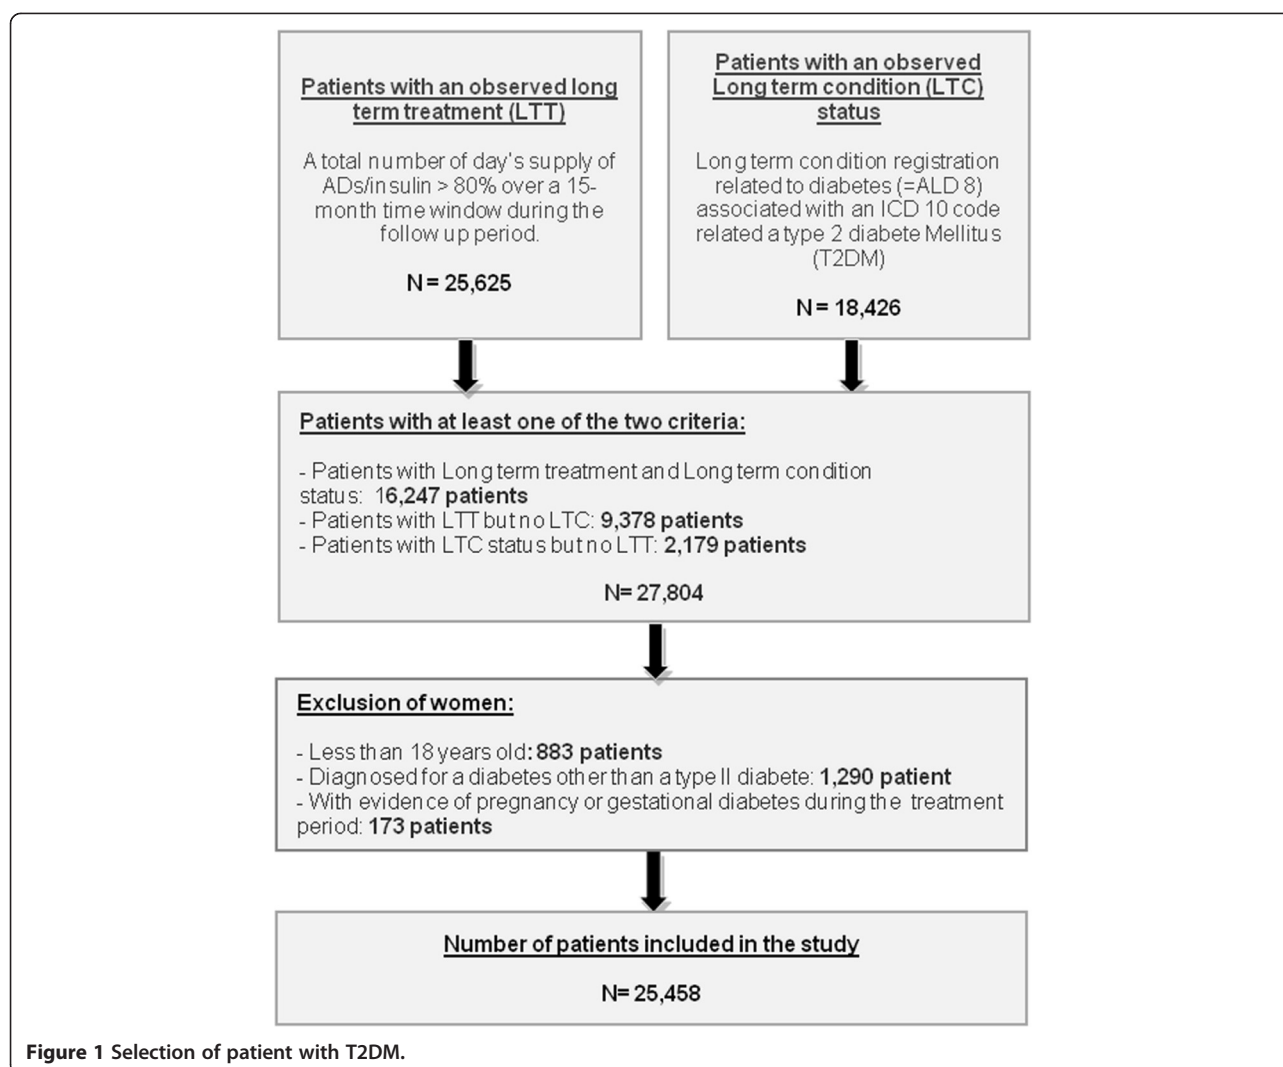 Patients with an observed long
term treatment (LTT)
A total number of day's supply of
ADs/insulin > 80% over a 15-
month time window during the
follow up period.
N = 25,625
Patients with an observed
Long term condition (LTC)
status
Long term condition registration
related to diabetes (=ALD 8)
associated with an ICD 10 code
related a type 2 diabete Mellitus
(T2DM)
N = 18,426
Patients with at least one of the two criteria:
- Patients with Long term treatment and Long term condition
status: 16,247 patients
- Patients with LTT but no LTC: 9,378 patients
- Patients with LTC status but no LTT: 2,179 patients
N= 27,804
Exclusion of women:
- Less than 18 years old: 883 patients
- Diagnosed for a diabetes other than a type II diabete: 1,290 patient
- With evidence of pregnancy or gestational diabetes during the treatment
period: 173 patients
Number of patients included in the study
N= 25,458
Figure 1 Selection of patient with T2DM.